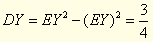 DY = EY² − (EY)² = 3/4